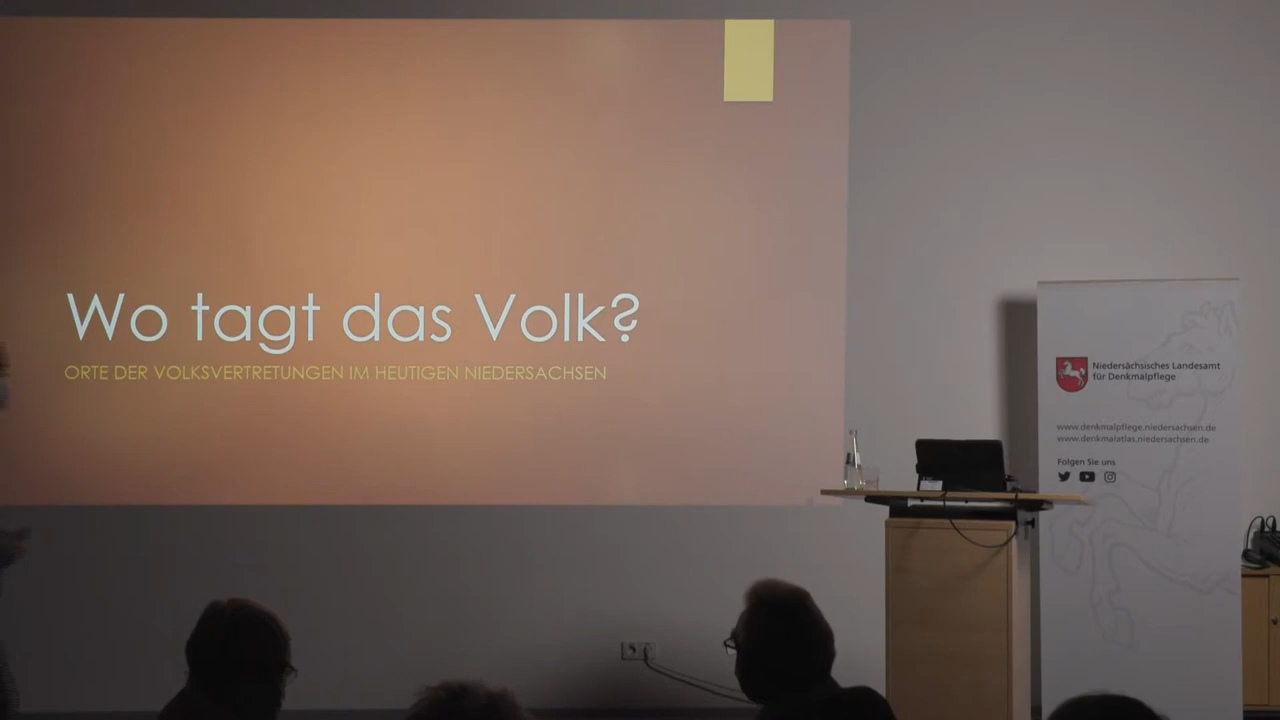 Wo tagt das Volk?
ORTE DER VOLKSVERTRETUNGEN IM HEUTIGEN NIEDERSACHSEN
Niedersächsisches Landesamt
für Denkmalpflege
www.denkmalpflege.niedersachsen.de
www.denkmalatlas.niedersachsen.de
Folgen Sie uns